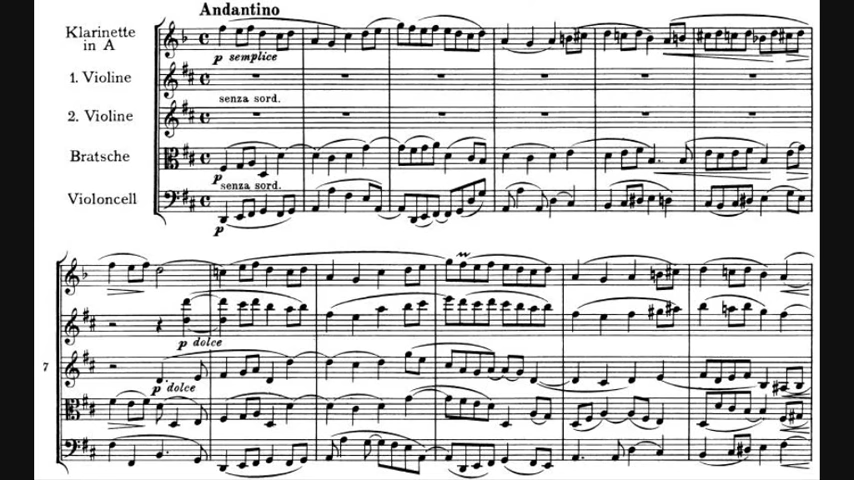 Andantino
Klarinette
in A
p semplice
1. Violine
senza sord.
2. Violine
Bratsche
p
senza sord.
Violoncell
p
p dolce
7
p dolce